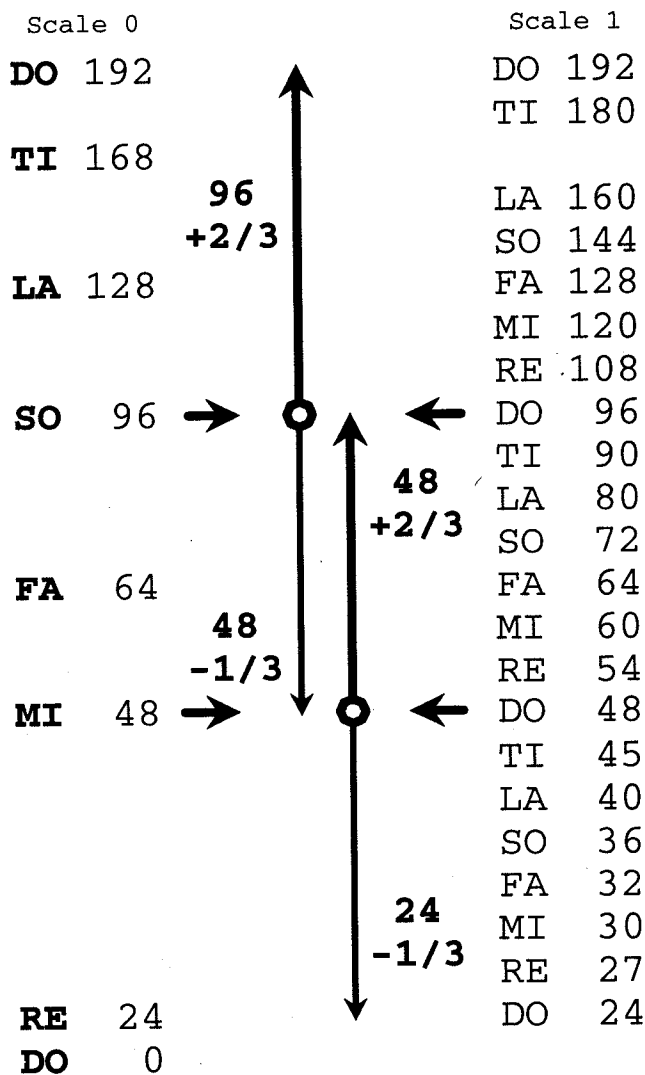 Scale 0
DO 192
TI 168
LA 128
SO 96
FA 64
MI 48
RE 24
DO 0
96
+2/3
48
-1/3
48
+2/3
24
-1/3
Scale 1
DO 192
TI 180
LA 160
SO 144
FA 128
MI 120
RE 108
DO 96
TI 90
LA 80
SO 72
FA 64
MI 60
RE 54
DO 48
TI 45
LA 40
SO 36
FA 32
MI 30
RE 27
DO 24